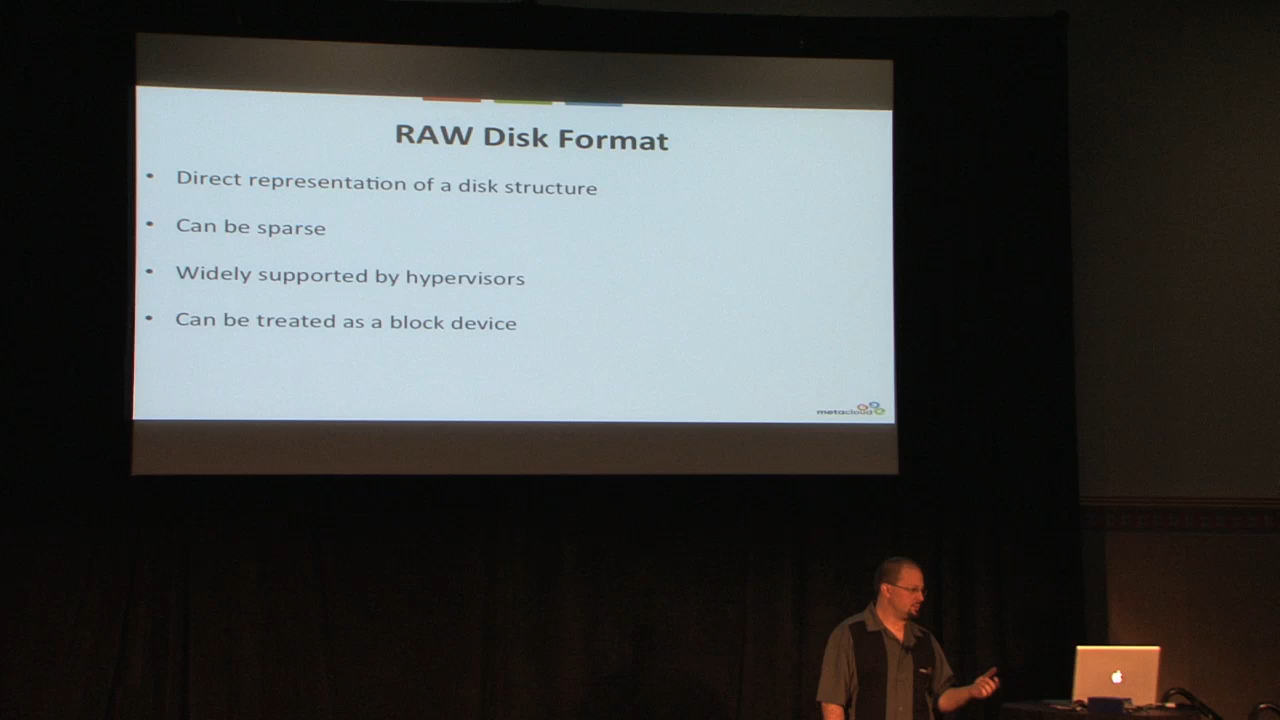 RAW Disk Format
• Direct representation of a disk structure
• Can be sparse
• Widely supported by hypervisors
• Can be treated as a block device
metacloud